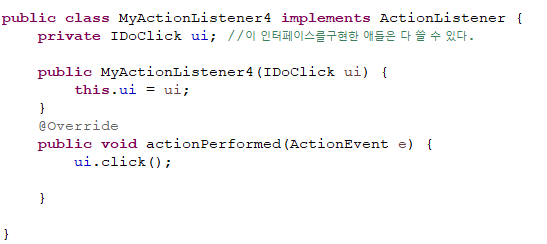 public class MyActionListener4 implements ActionListener {
private IDoClick ui; //이 인터페이스를구현한 애들은 다 쓸 수 있다.
public MyActionListener4(IDoClick ui) {
this.ui = ui;
}
@Override
public void actionPerformed(ActionEvent e) {
ui.click();
}
}